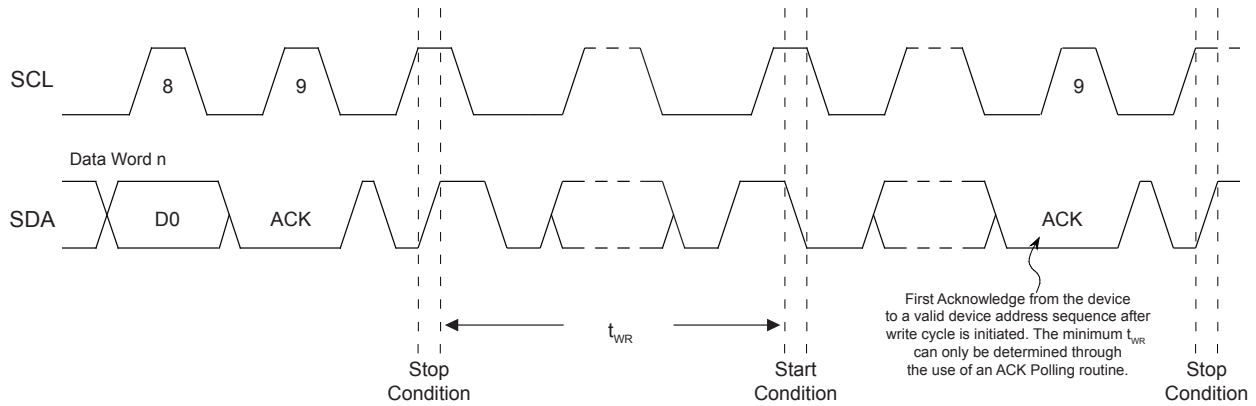 SCL
8
9
9
Data Word n
SDA
D0
ACK
ACK
First Acknowledge from the device
to a valid device address sequence after
write cycle is initiated. The minimum tWR
can only be determined through
the use of an ACK Polling routine.
tWR
Stop
Condition
Start
Condition
Stop
Condition